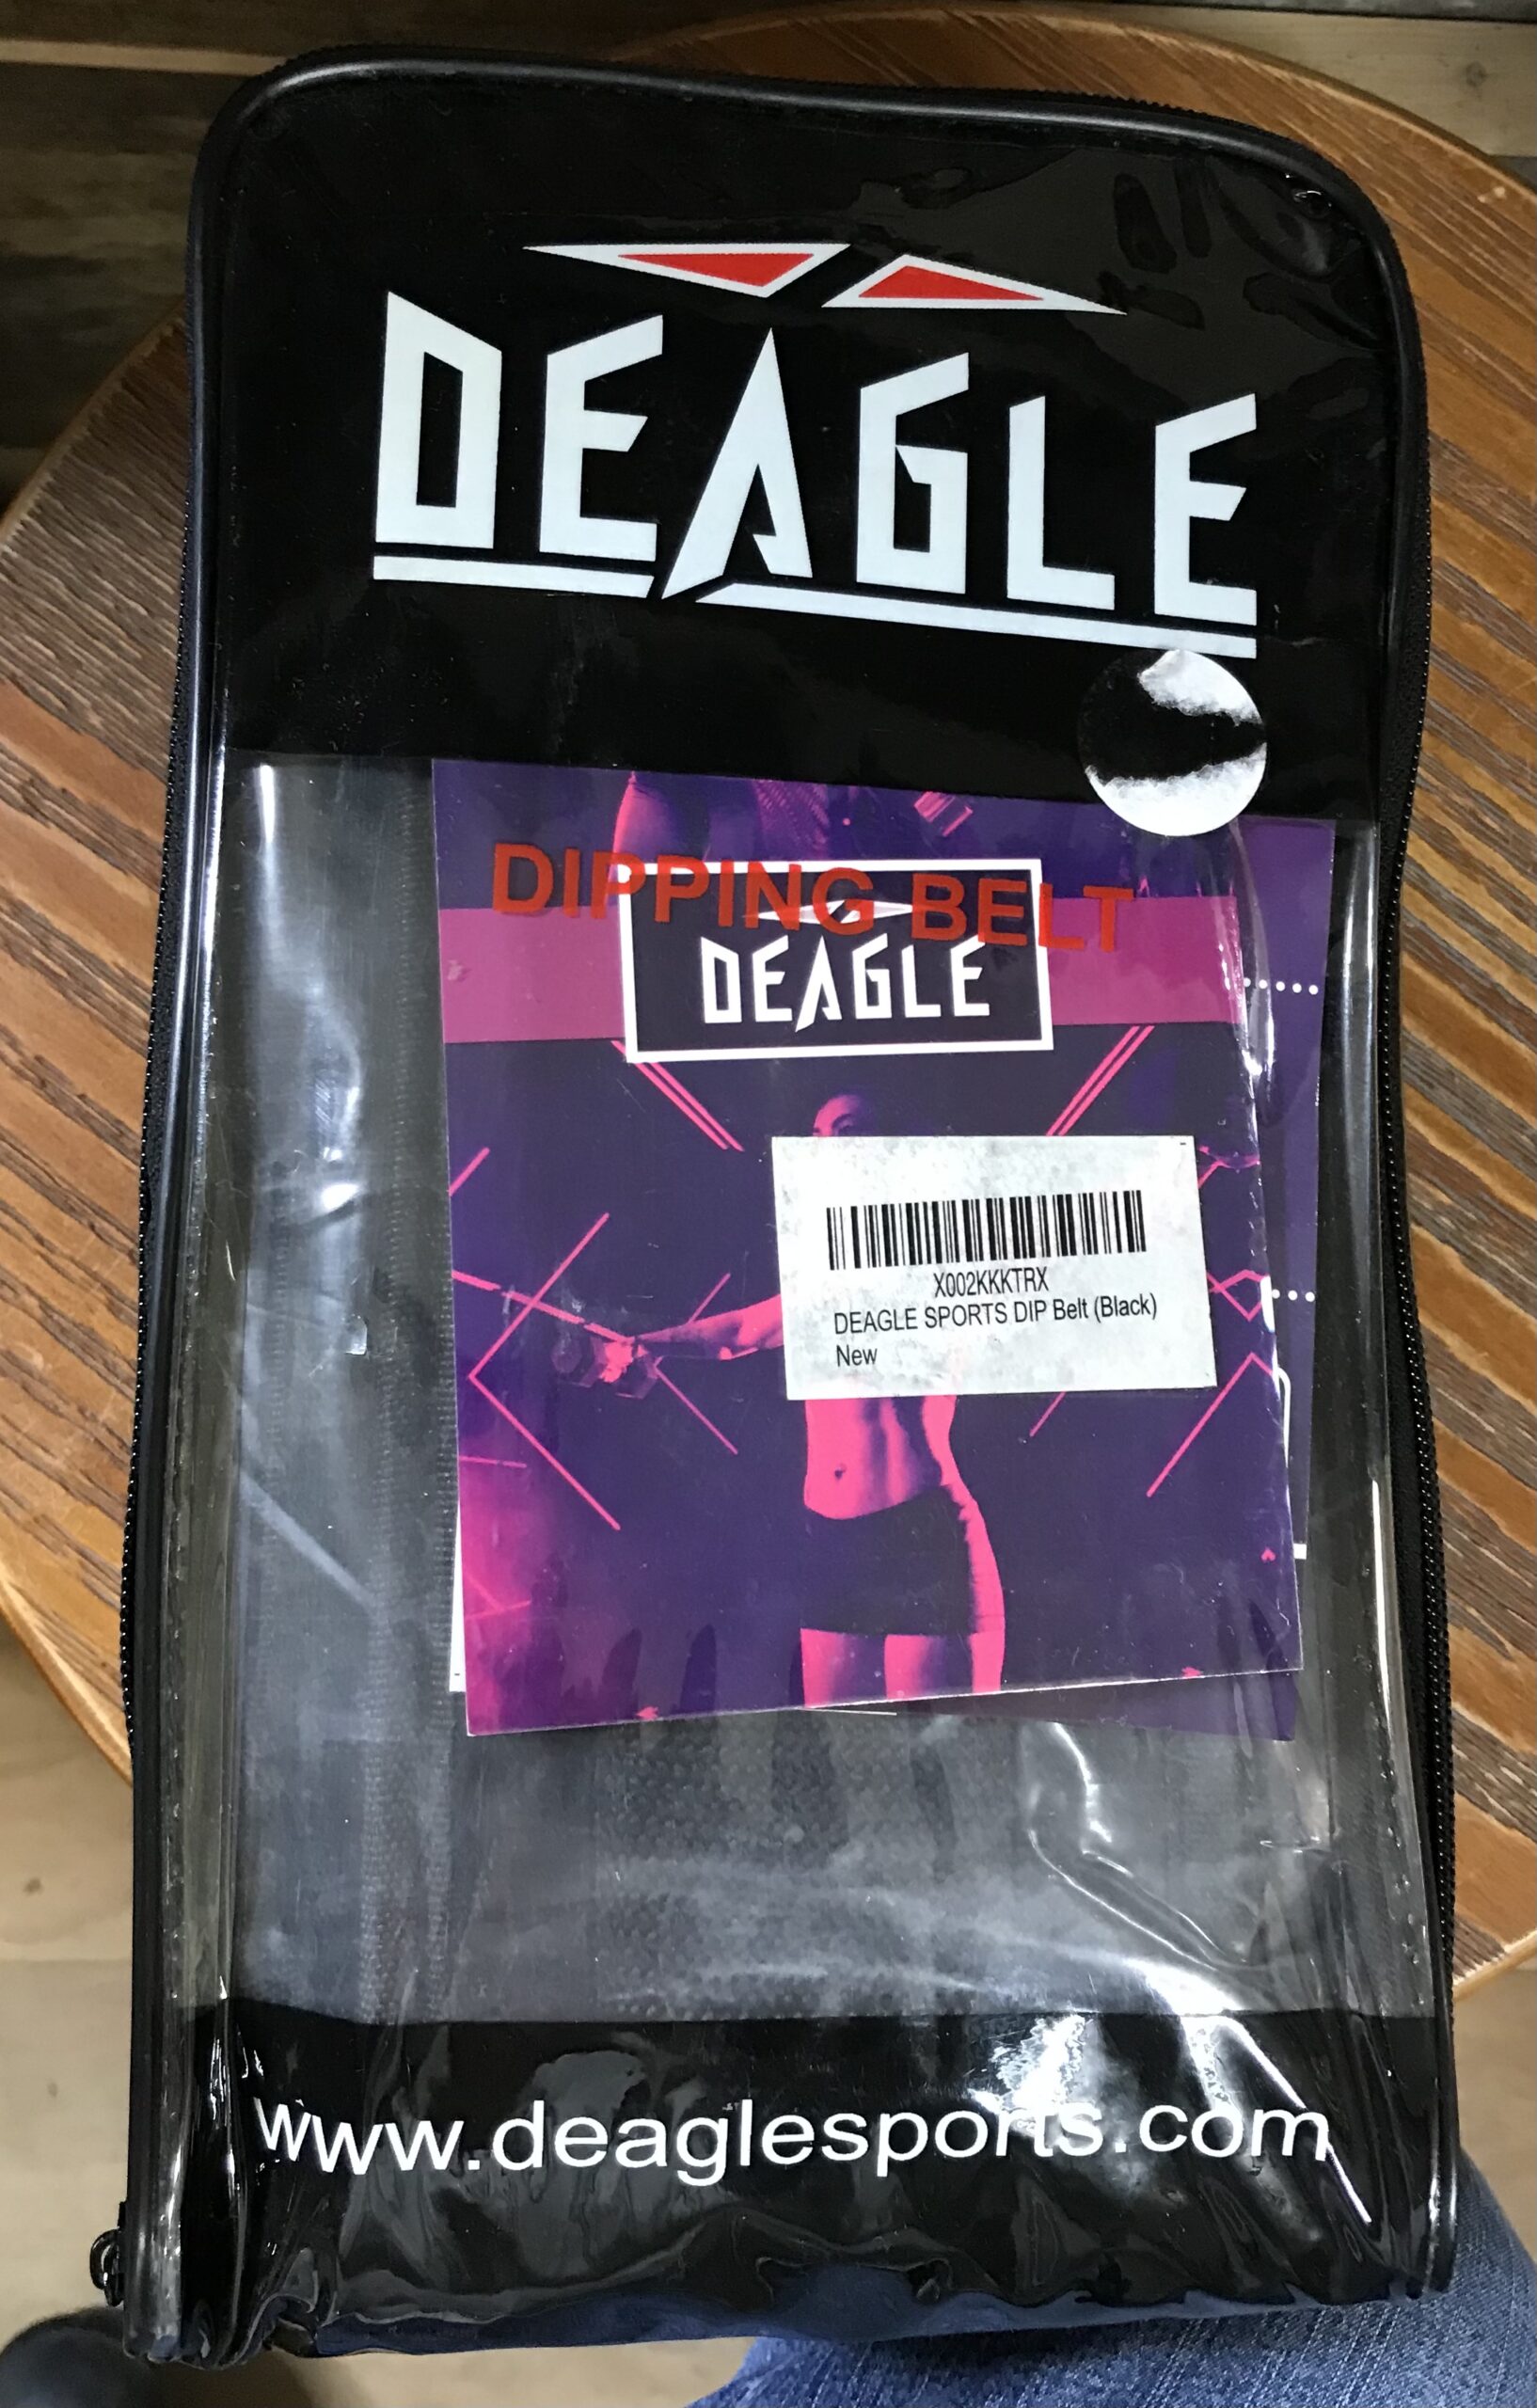 DEAGLE
DIPPING BELT
DEAGLE
X002KKKTRX
DEAGLE SPORTS DIP Belt (Black)
New
www.deaglesports.com